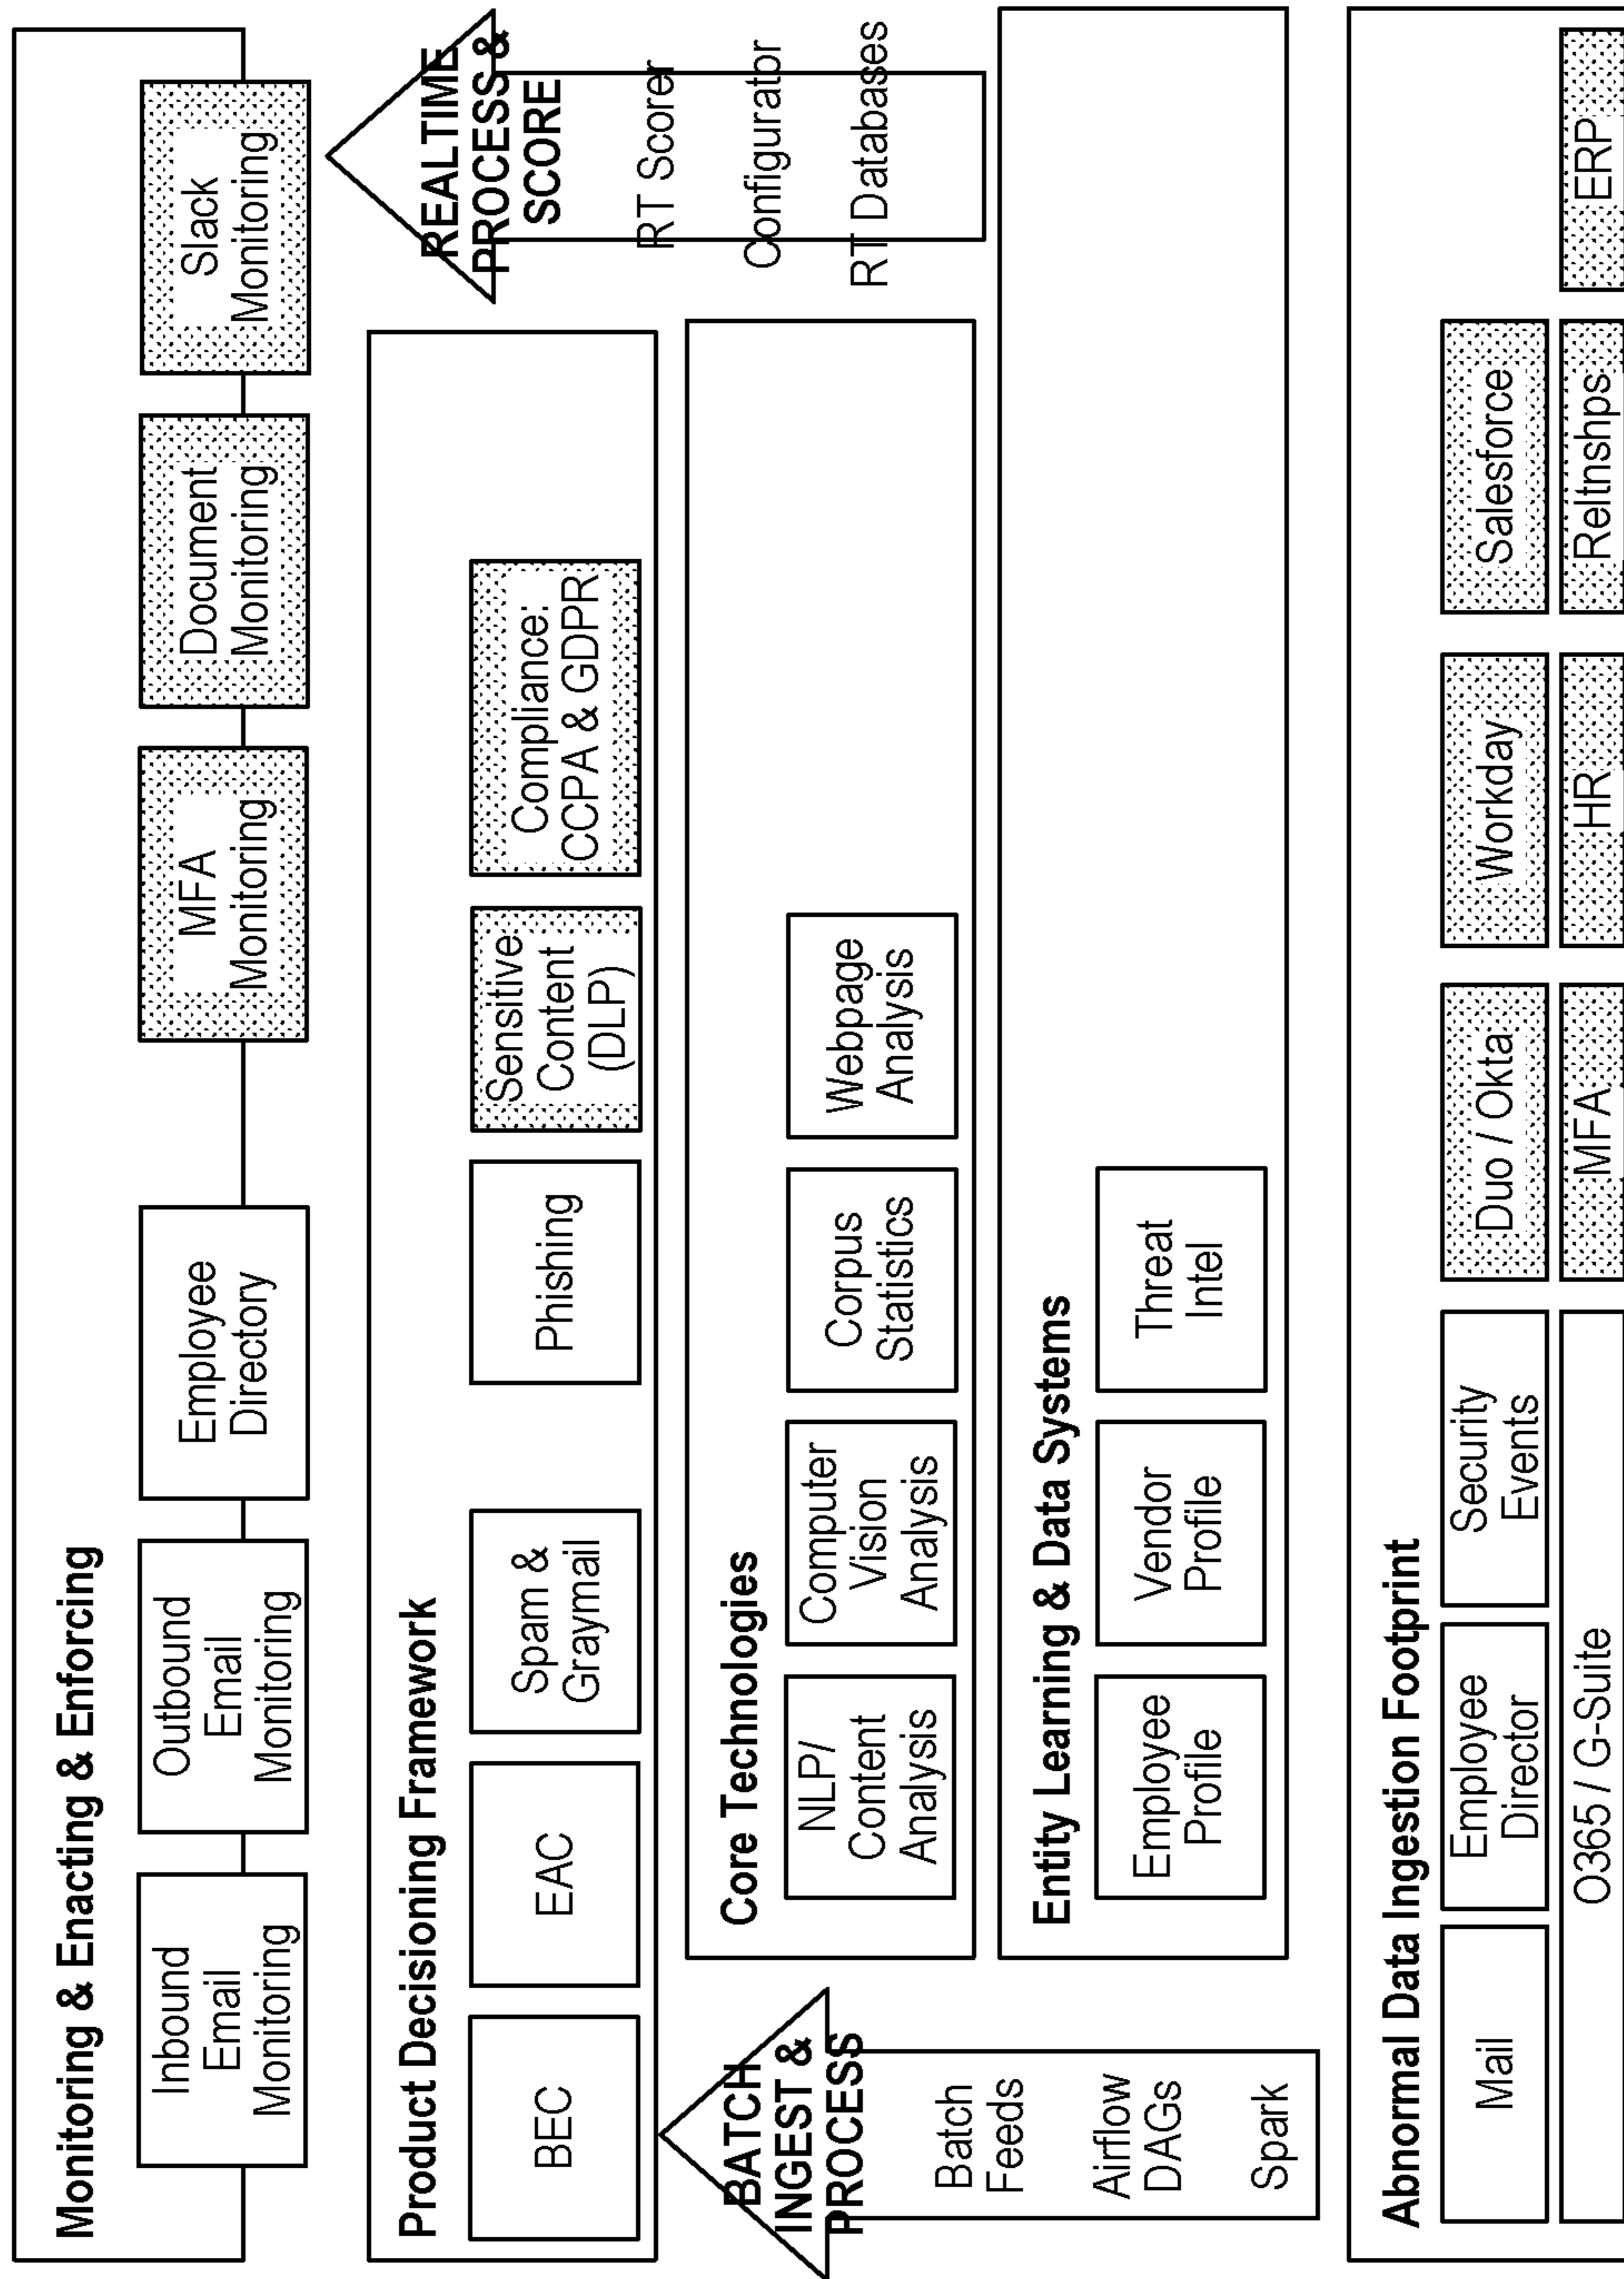 Monitoring & Enacting & Enforcing
Inbound
Email
Monitoring
Outbound
Email
Monitoring
Employee
Directory
MFA
Monitoring
Document
Monitoring
Slack
Monitoring
Product Decisioning Framework
BEC
EAC
Spam &
Graymail
Phishing
Sensitive
Content
(DLP)
Compliance:
CCPA & GDPR
REALTIME
PROCESS &
SCORE
RT Scorer
Configurator
RT Databases
BATCH
INGEST &
PROCESS
Batch
Feeds
Airflow
DAGs
Spark
Core Technologies
NLP/
Content
Analysis
Computer
Vision
Analysis
Corpus
Statistics
Webpage
Analysis
Entity Learning & Data Systems
Employee
Profile
Vendor
Profile
Threat
Intel
Abnormal Data Ingestion Footprint
Mail
Employee
Director
Security
Events
Duo / Okta
Workday
Salesforce
O365 / G-Suite
MFA
HR
Reltnshps
ERP